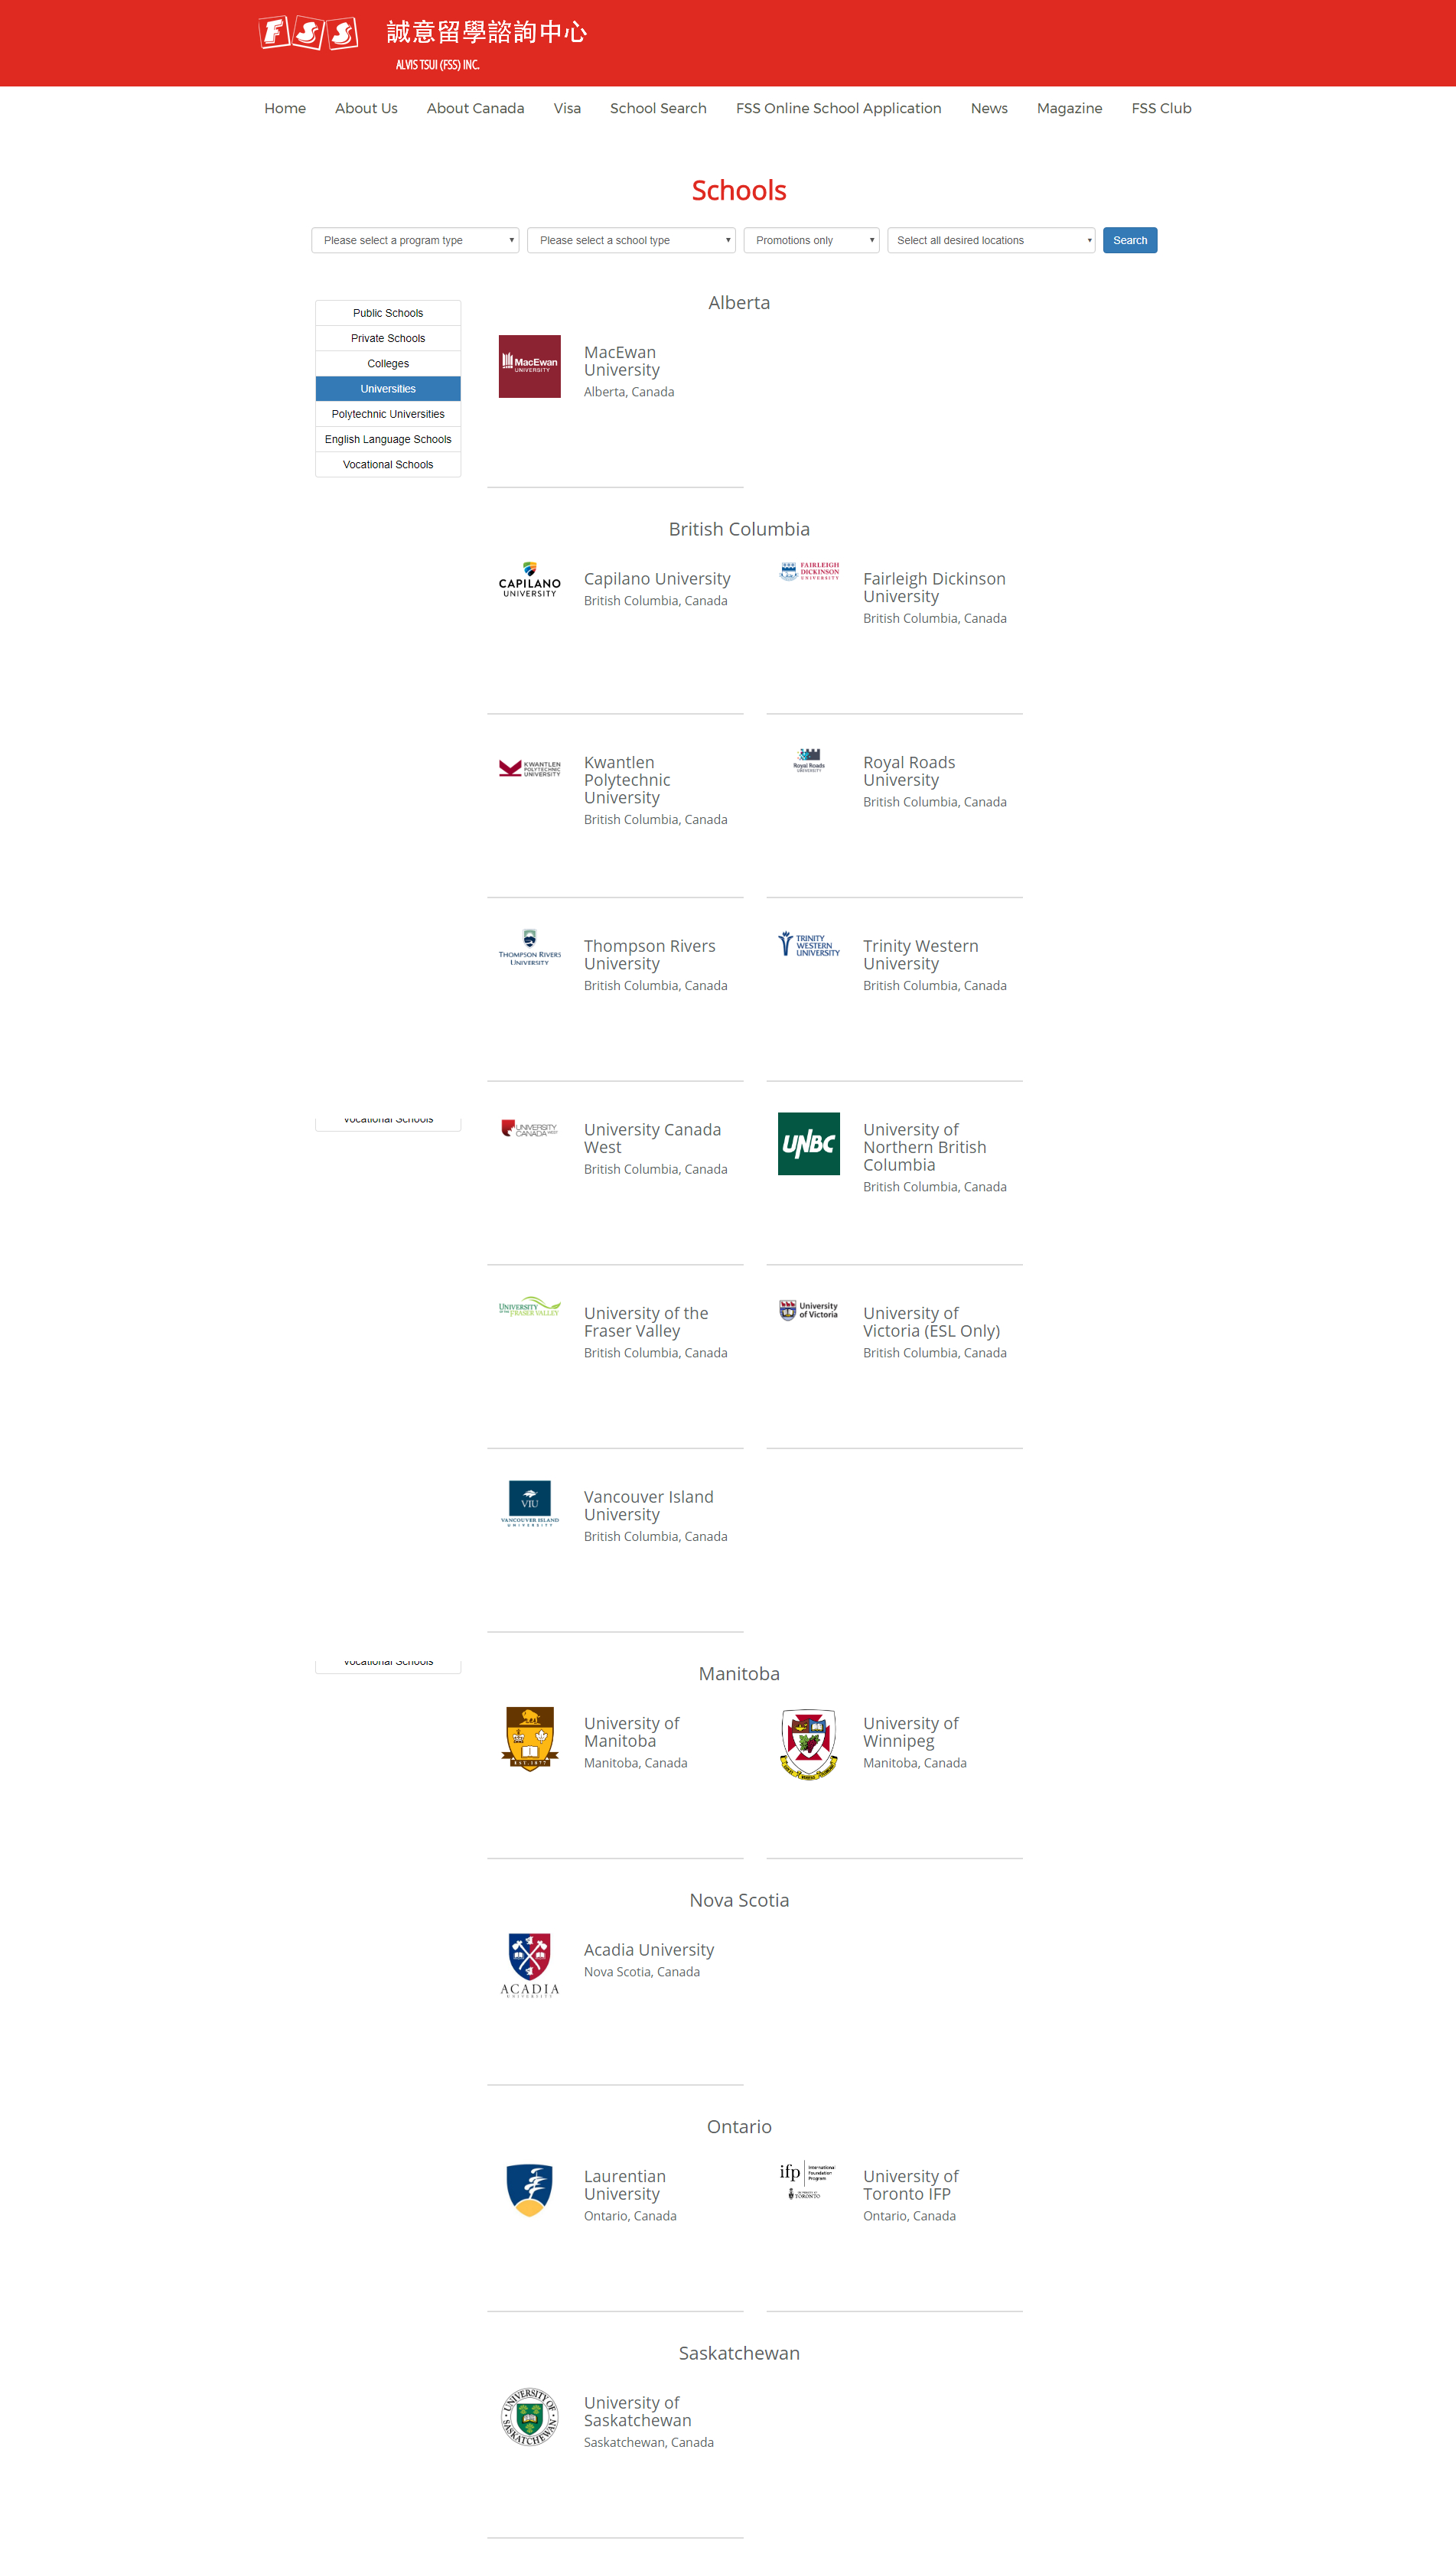 FSS
誠意留學諮詢中心
ALVIS TSUI (FSS) INC.
Home About Us About Canada Visa School Search FSS Online School Application News Magazine FSS Club
Schools
Please select a program type Please select a school type Promotions only Select all desired locations Search
Public Schools
Private Schools
Colleges
Universities
Polytechnic Universities
English Language Schools
Vocational Schools
Alberta
MacEwan
UNIVERSITY
MacEwan
University
Alberta, Canada
British Columbia
CAPILANO
UNIVERSITY
Capilano University
British Columbia, Canada
FAIRLEIGH
DICKINSON
UNIVERSITY
Fairleigh Dickinson
University
British Columbia, Canada
KWANTLEN
POLYTECHNIC
UNIVERSITY
Kwantlen
Polytechnic
University
British Columbia, Canada
Royal Roads
UNIVERSITY
Royal Roads
University
British Columbia, Canada
THOMPSON RIVERS
UNIVERSITY
Thompson Rivers
University
British Columbia, Canada
TRINITY
WESTERN
UNIVERSITY
Trinity Western
University
British Columbia, Canada
Vocational Schools
UNIVERSITY
CANADA WEST
University Canada
West
British Columbia, Canada
UNBC
University of
Northern British
Columbia
British Columbia, Canada
UNIVERSITY
OF THE FRASER VALLEY
University of the
Fraser Valley
British Columbia, Canada
University
of Victoria
University of
Victoria (ESL Only)
British Columbia, Canada
VIU
VANCOUVER ISLAND
UNIVERSITY
Vancouver Island
University
British Columbia, Canada
Vocational Schools
Manitoba
EST. 1877
University of
Manitoba
Manitoba, Canada
University of
Winnipeg
Manitoba, Canada
Nova Scotia
ACADIA
UNIVERSITY
Acadia University
Nova Scotia, Canada
Ontario
Laurentian
University
Ontario, Canada
ifp International
Foundation
Program
UNIVERSITY OF
TORONTO
University of
Toronto IFP
Ontario, Canada
Saskatchewan
UNIVERSITY OF
SASKATCHEWAN
University of
Saskatchewan
Saskatchewan, Canada